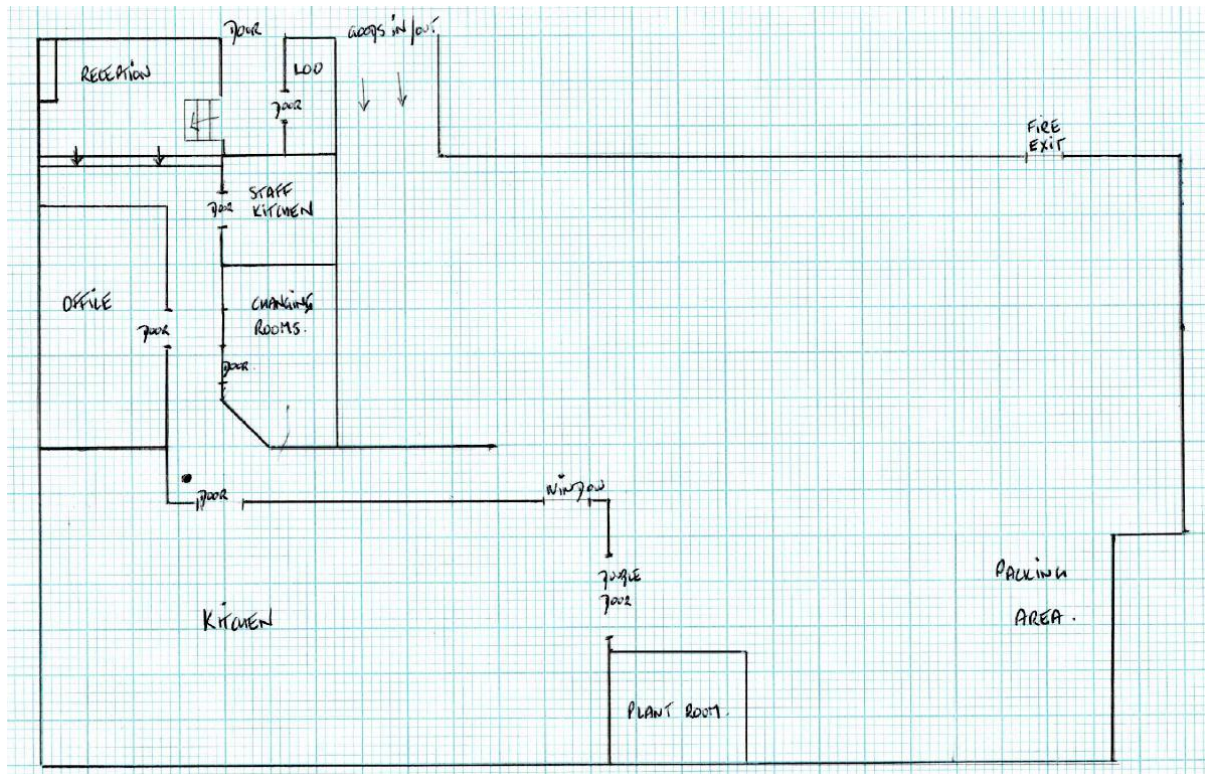 DOOR
GOODS IN/OUT.
RECEPTION
LOO
DOOR
FIRE
EXIT
STAFF
KITCHEN
DOOR
OFFICE
CHANGING
ROOMS.
DOOR
DOOR
DOOR
WINDOW
DOUBLE
DOOR
PACKING
AREA.
KITCHEN
PLANT ROOM.